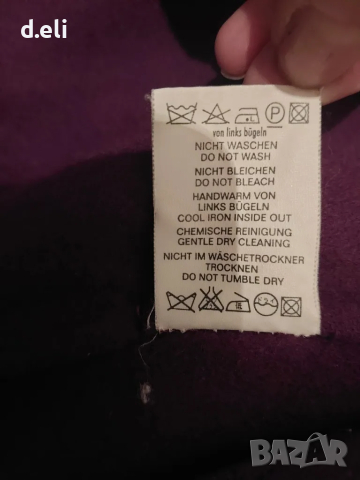 d.eli
P
von links bügeln
NICHT WASCHEN
DO NOT WASH
NICHT BLEICHEN
DO NOT BLEACH
HANDWARM VON
LINKS BÜGELN
COOL IRON INSIDE OUT
CHEMISCHE REINIGUNG
GENTLE DRY CLEANING
NICHT IM WÄSCHETROCKNER
TROCKNEN
DO NOT TUMBLE DRY
BAZAR